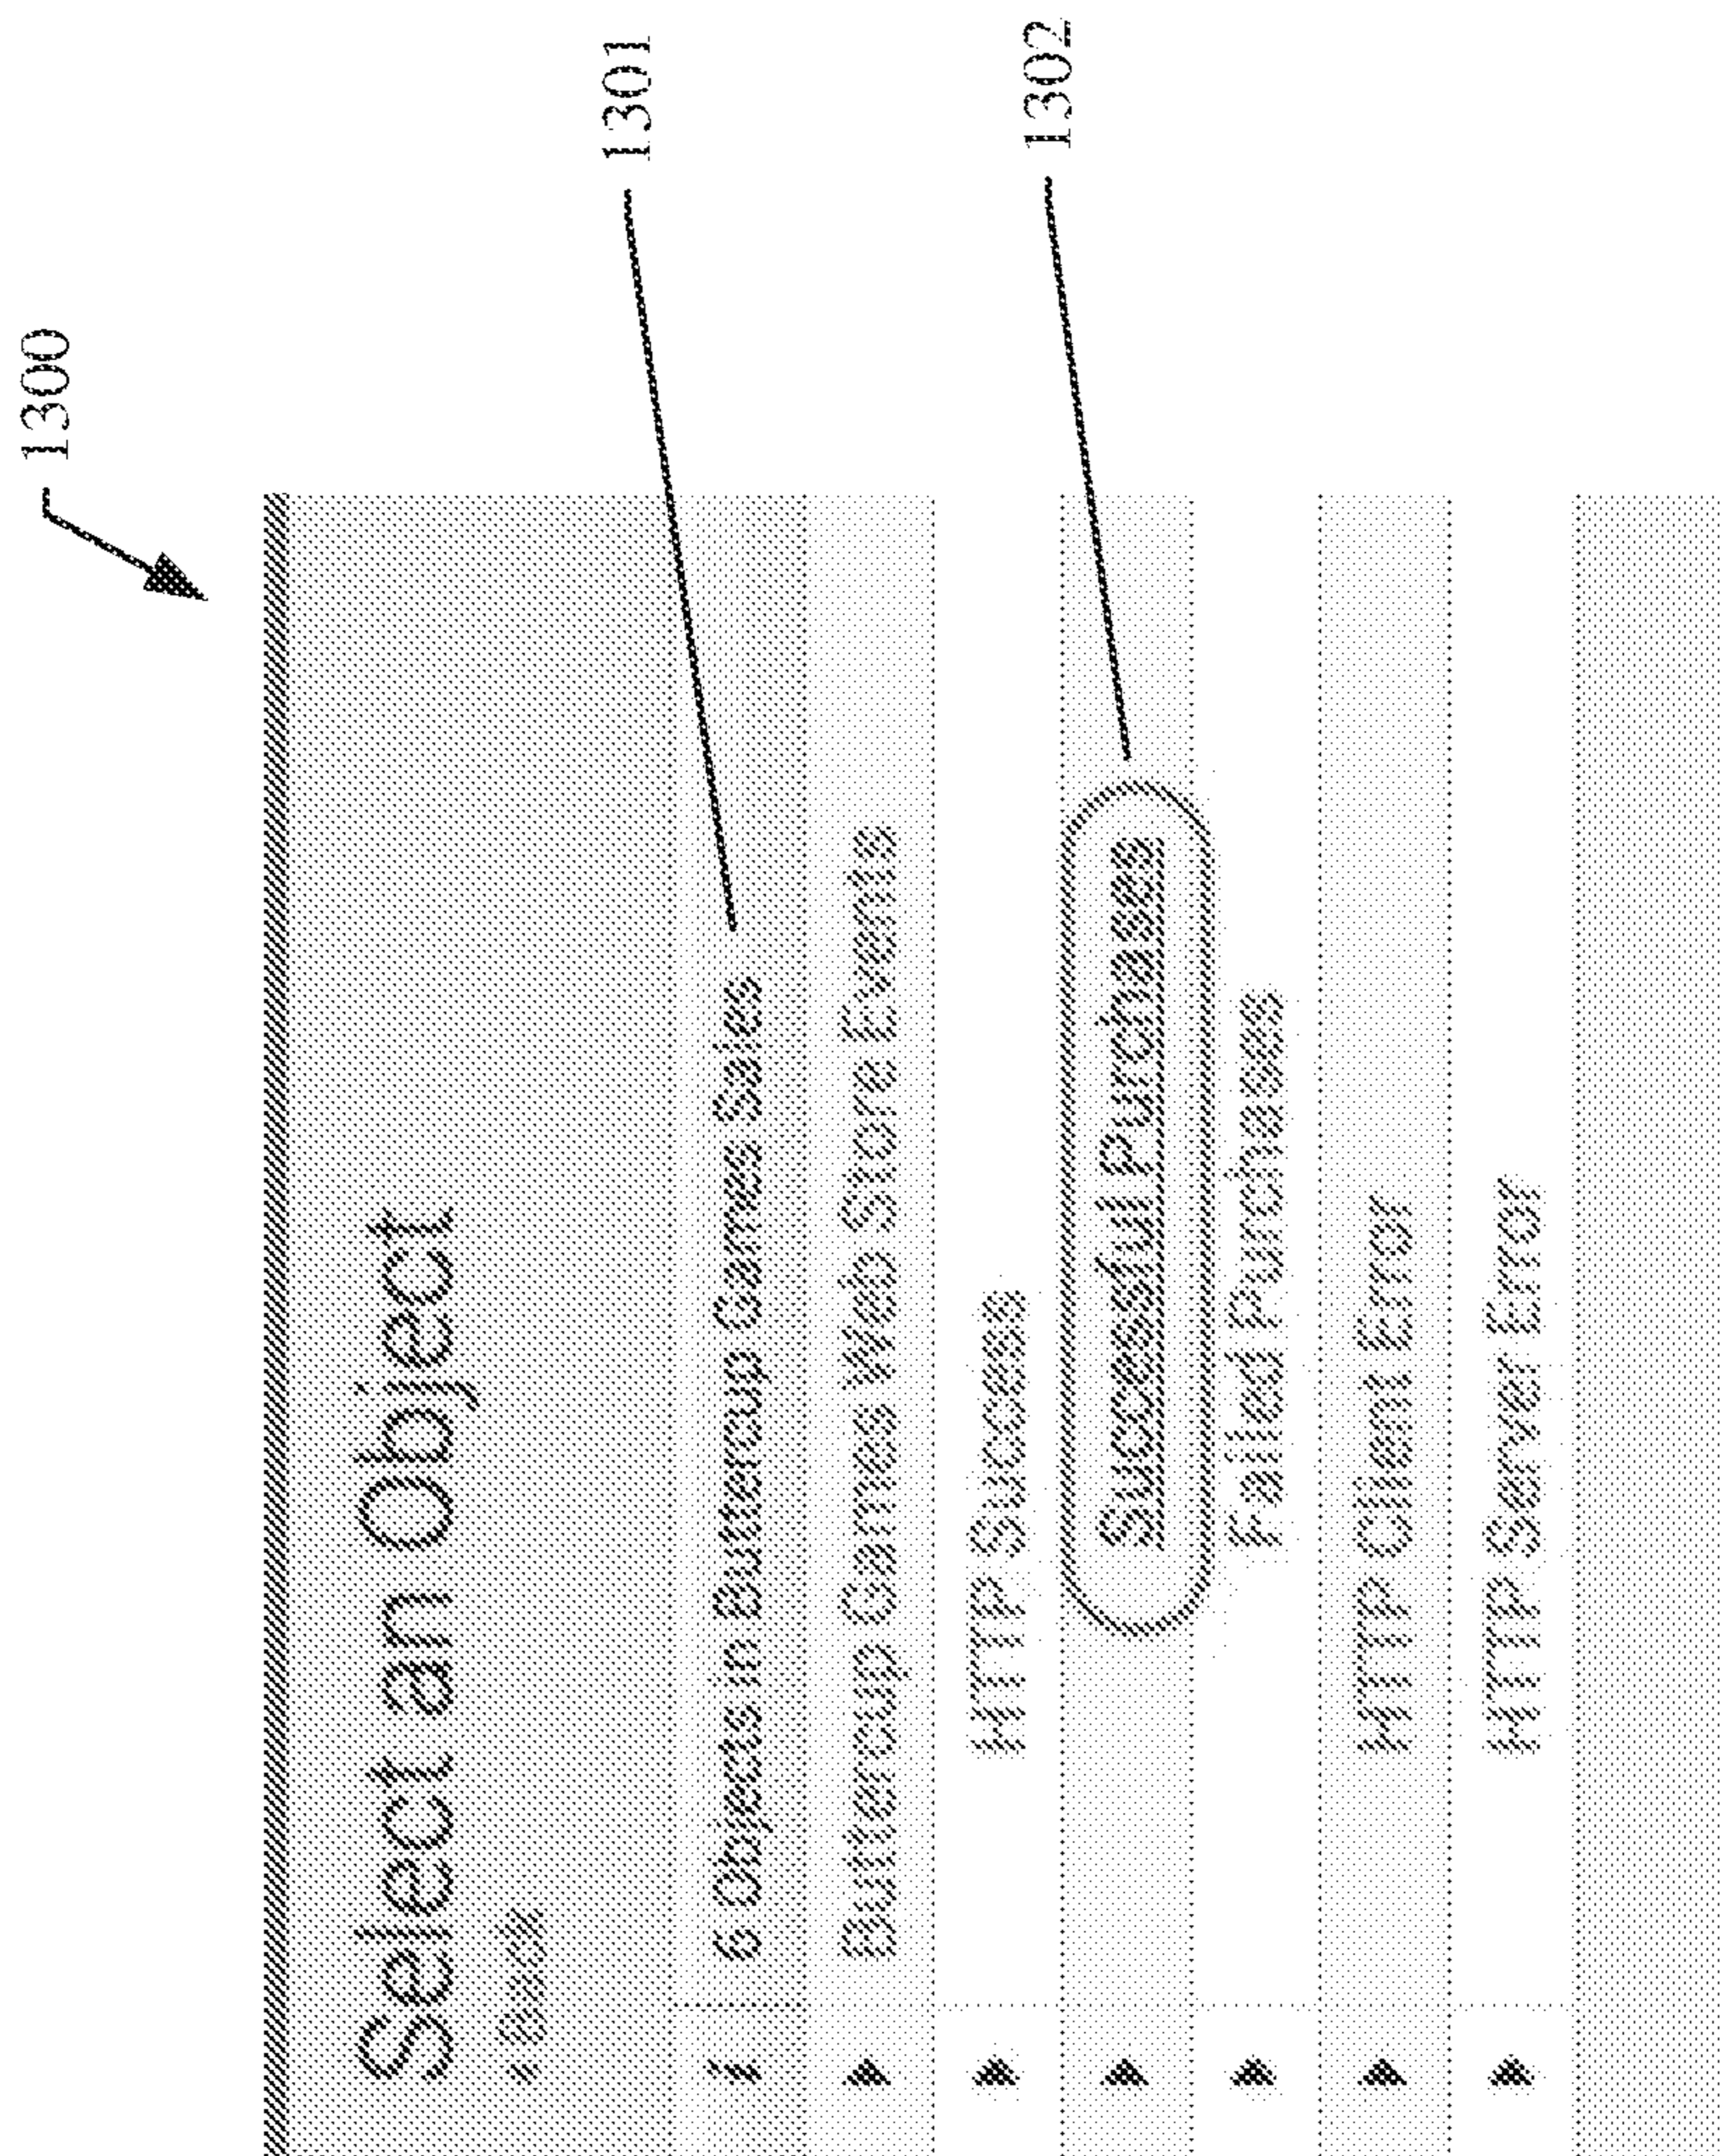 1300
Select an Object
« Back
i 6 Objects in Buttercup Games Sales
1301
Buttercup Games Web Store Events
HTTP Success
Successful Purchases
1302
Failed Purchases
HTTP Client Error
HTTP Server Error